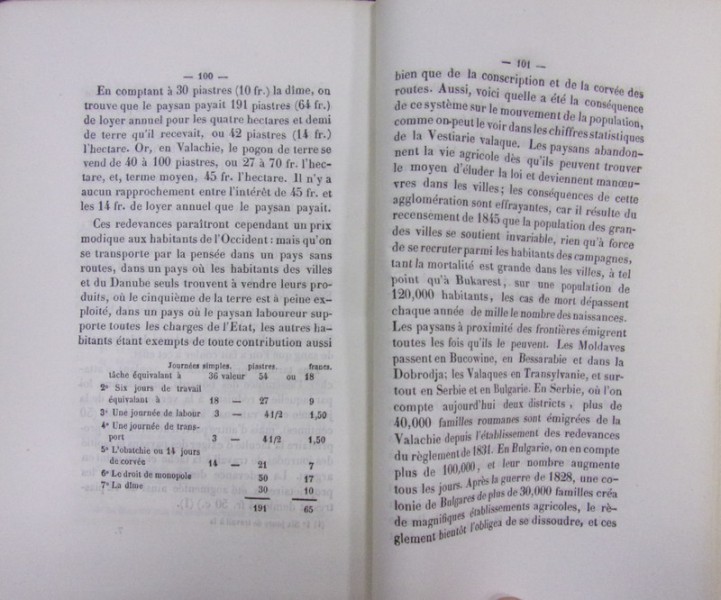 — 100 —
En comptant à 30 piastres (10 fr.) la dîme, on
trouve que le paysan payait 191 piastres (64 fr.)
de loyer annuel pour les quatre hectares et demi
de terre qu'il recevait, ou 42 piastres (14 fr.)
l'hectare. Or, en Valachie, le pogon de terre se
vend de 40 à 100 piastres, ou 27 à 70 fr. l'hec-
tare, et, terme moyen, 45 fr. l'hectare. Il n'y a
aucun rapprochement entre l'intérêt de 45 fr. et
les 14 fr. de loyer annuel que le paysan payait.
Ces redevances paraîtront cependant un prix
modique aux habitants de l'Occident : mais qu'on
se transporte par la pensée dans un pays sans
routes, dans un pays où les habitants des villes
et du Danube seuls trouvent à vendre leurs pro-
duits, où le cinquième de la terre est à peine ex-
ploité, dans un pays où le paysan laboureur sup-
porte toutes les charges de l'Etat, les autres ha-
bitants étant exempts de toute contribution aussi
Journées simples. piastres. francs.
tâche équivalant à 36 valeur 54 ou 18
2° Six jours de travail
équivalant à 18 — 27 9
3° Une journée de labour 3 — 4 1/2 1,50
4° Une journée de trans-
port 3 — 4 1/2 1,50
5° L'obatchie ou 14 jours
de corvée 14 — 21 7
6° Le droit de monopole 50 17
7° La dîme 30 10
191 65
— 101 —
bien que de la conscription et de la corvée des
routes. Aussi, voici quelle a été la conséquence
de ce système sur le mouvement de la population,
comme on peut le voir dans les chiffres statistiques
de la Vestiarie valaque. Les paysans abandon-
nent la vie agricole dès qu'ils peuvent trouver
le moyen d'éluder la loi et deviennent manœu-
vres dans les villes ; les conséquences de cette
agglomération sont effrayantes, car il résulte du
recensement de 1845 que la population des gran-
des villes se soutient invariable, rien qu'à force
de se recruter parmi les habitants des campagnes,
tant la mortalité est grande dans les villes, à tel
point qu'à Bukarest, sur une population de
120,000 habitants, les cas de mort dépassent
chaque année de mille le nombre des naissances.
Les paysans à proximité des frontières émigrent
toutes les fois qu'ils le peuvent. Les Moldaves
passent en Bucowine, en Bessarabie et dans la
Dobrodja; les Valaques en Transylvanie, et sur-
tout en Serbie et en Bulgarie. En Serbie, où l'on
compte aujourd'hui deux districts, plus de
40,000 familles roumanes sont émigrées de la
Valachie depuis l'établissement des redevances
du règlement de 1831. En Bulgarie, on en compte
plus de 100,000, et leur nombre augmente
tous les jours. Après la guerre de 1828, une co-
lonie de Bulgares de plus de 30,000 familles créa
de magnifiques établissements agricoles, le rè-
glement bientôt l'obligea de se dissoudre, et ces